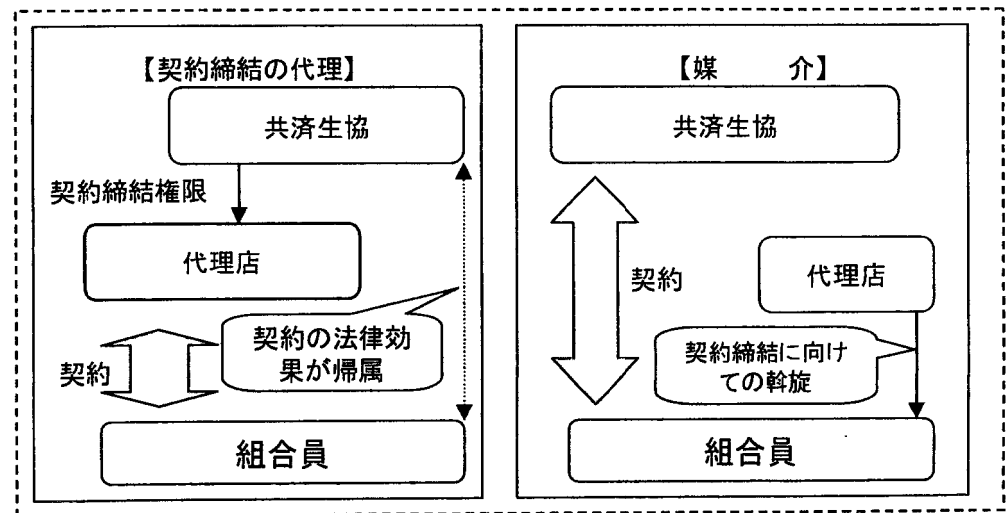 【契約締結の代理】
共済生協
契約締結権限
代理店
契約の法律効
果が帰属
契約
組合員
【媒 介】
共済生協
契約
代理店
契約締結に向け
ての斡旋
組合員